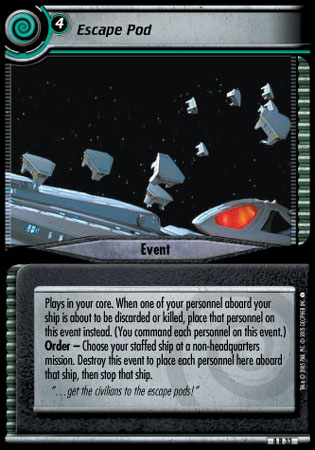 4
Escape Pod
Event
Plays in your core. When one of your personnel aboard your
ship is about to be discarded or killed, place that personnel on
this event instead. (You command each personnel on this event.)
Order – Choose your staffed ship at a non-headquarters
mission. Destroy this event to place each personnel here aboard
that ship, then stop that ship.
"…get the civilians to the escape pods!"